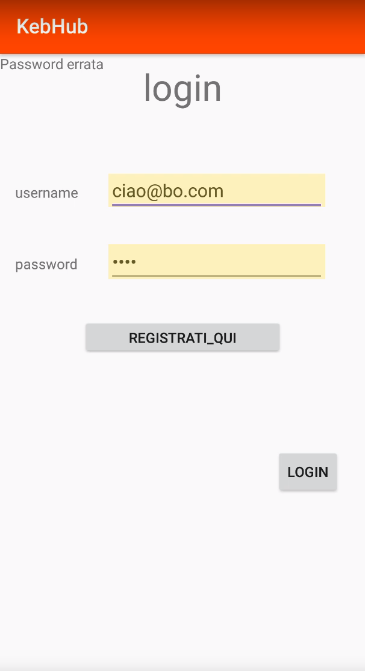 KebHub
Password errata
login
username ciao@bo.com
password ••••
REGISTRATI_QUI
LOGIN